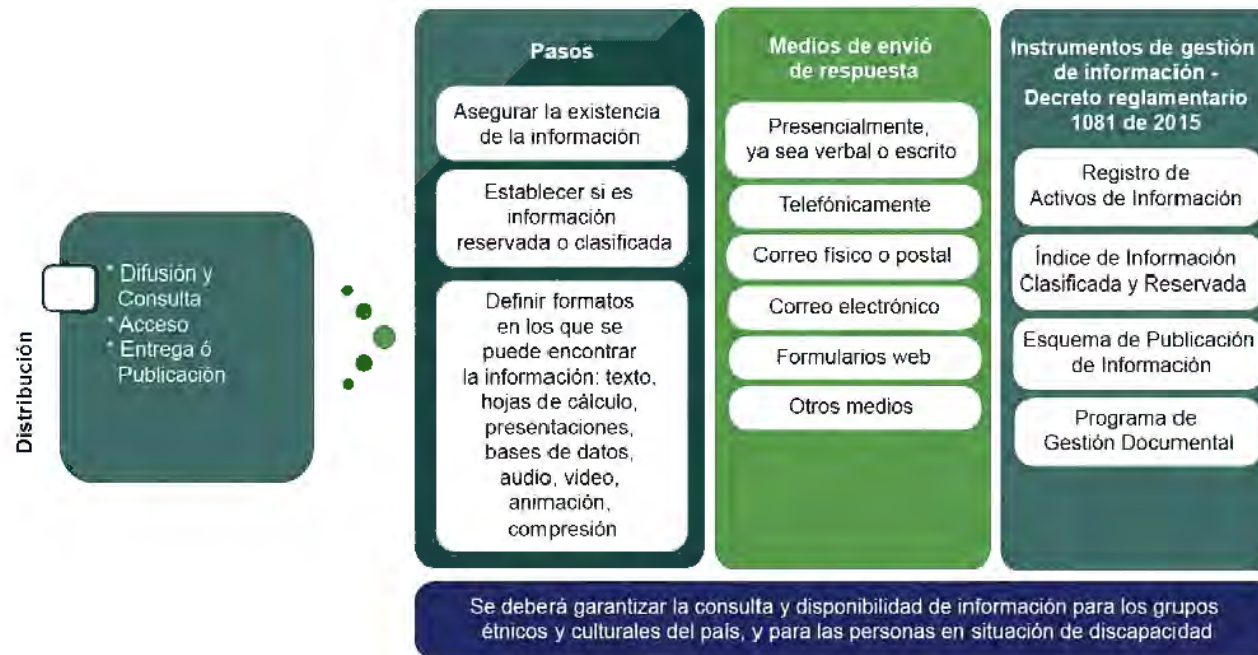 Distribución
* Difusión y
Consulta
* Acceso
* Entrega ó
Publicación
Pasos
Asegurar la existencia
de la información
Establecer si es
información
reservada o clasificada
Definir formatos
en los que se
puede encontrar
la información: texto,
hojas de cálculo,
presentaciones,
bases de datos,
audio, video,
animación,
compresión
Medios de envió
de respuesta
Presencialmente,
ya sea verbal o escrito
Telefónicamente
Correo físico o postal
Correo electrónico
Formularios web
Otros medios
Instrumentos de gestión
de información -
Decreto reglamentario
1081 de 2015
Registro de
Activos de Información
Índice de Información
Clasificada y Reservada
Esquema de Publicación
de Información
Programa de
Gestión Documental
Se deberá garantizar la consulta y disponibilidad de información para los grupos
étnicos y culturales del país, y para las personas en situación de discapacidad